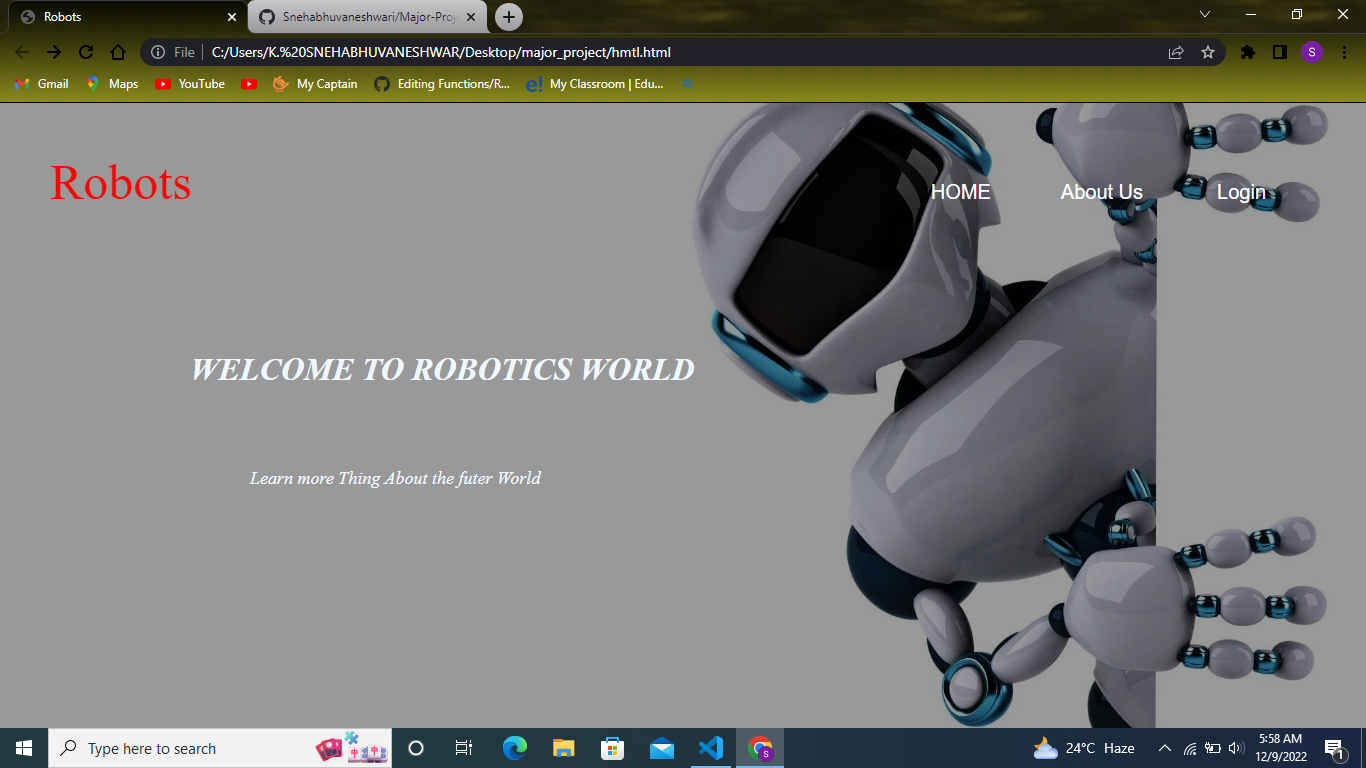 Robots
Snehabhuvaneshwari/Major-Proj
File
C:/Users/K.%20SNEHABHUVANESHWAR/Desktop/major_project/hmtl.html
S
Gmail
Maps
YouTube
My Captain
Editing Functions/R...
e!
My Classroom | Edu...
Robots
HOME
About Us
Login
WELCOME TO ROBOTICS WORLD
Learn more Thing About the futer World
Type here to search
S
24°C Haze
5:58 AM
12/9/2022
1